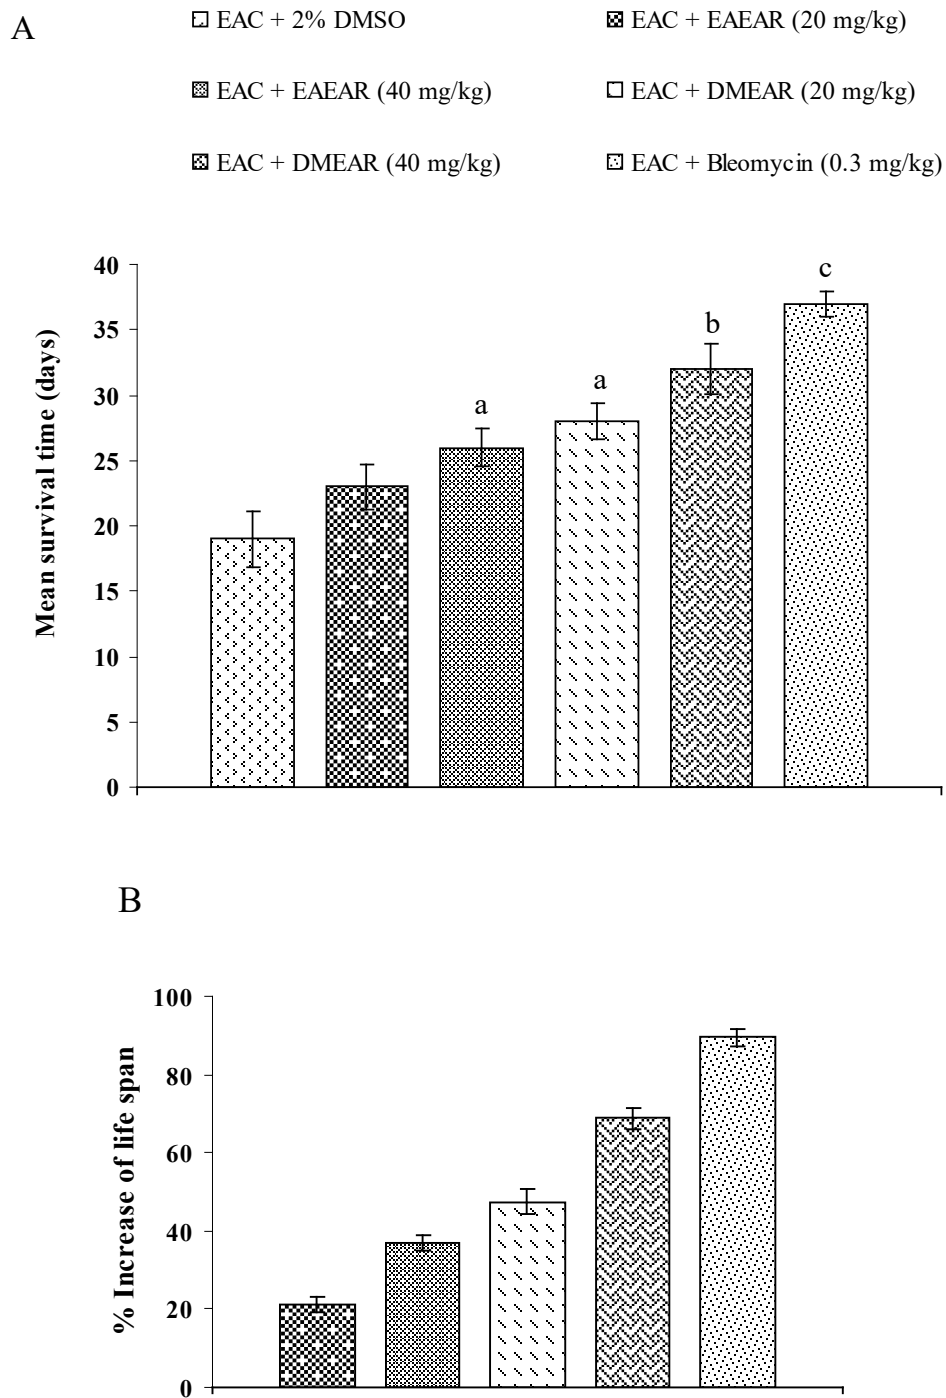 A
EAC + 2% DMSO
EAC + EAEAR (20 mg/kg)
EAC + EAEAR (40 mg/kg)
EAC + DMEAR (20 mg/kg)
EAC + DMEAR (40 mg/kg)
EAC + Bleomycin (0.3 mg/kg)
Mean survival time (days)
40
35
30
25
20
15
10
5
0
a
a
b
c
B
% Increase of life span
100
80
60
40
20
0